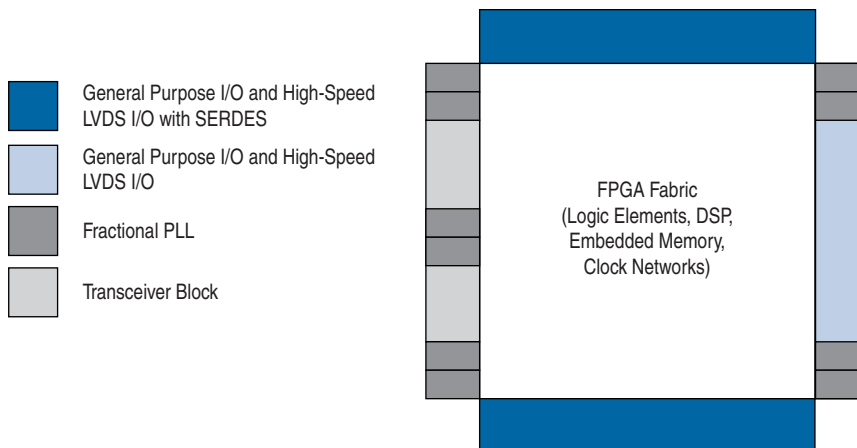 General Purpose I/O and High-Speed
LVDS I/O with SERDES
General Purpose I/O and High-Speed
LVDS I/O
Fractional PLL
Transceiver Block
FPGA Fabric
(Logic Elements, DSP,
Embedded Memory,
Clock Networks)